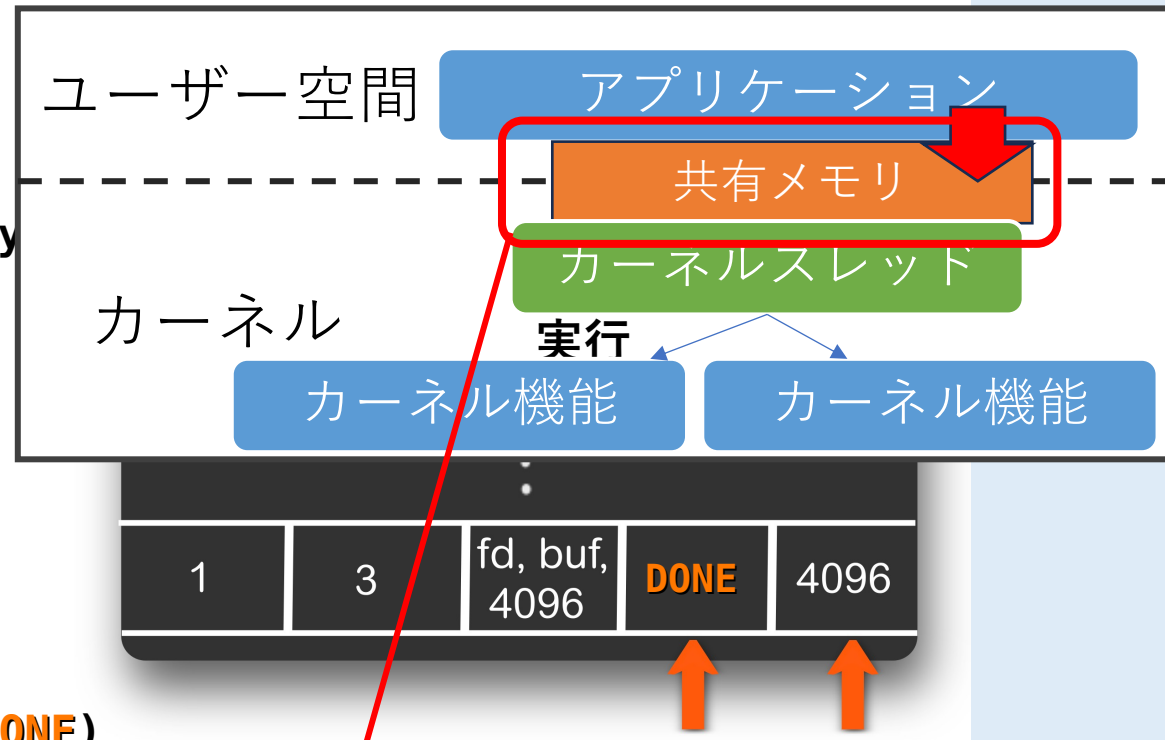 ユーザー空間
アプリケーション
共有メモリ
y
カーネルスレッド
カーネル
実行
カーネル機能
カーネル機能
1
3
fd, buf,
4096
DONE
4096
ONE)